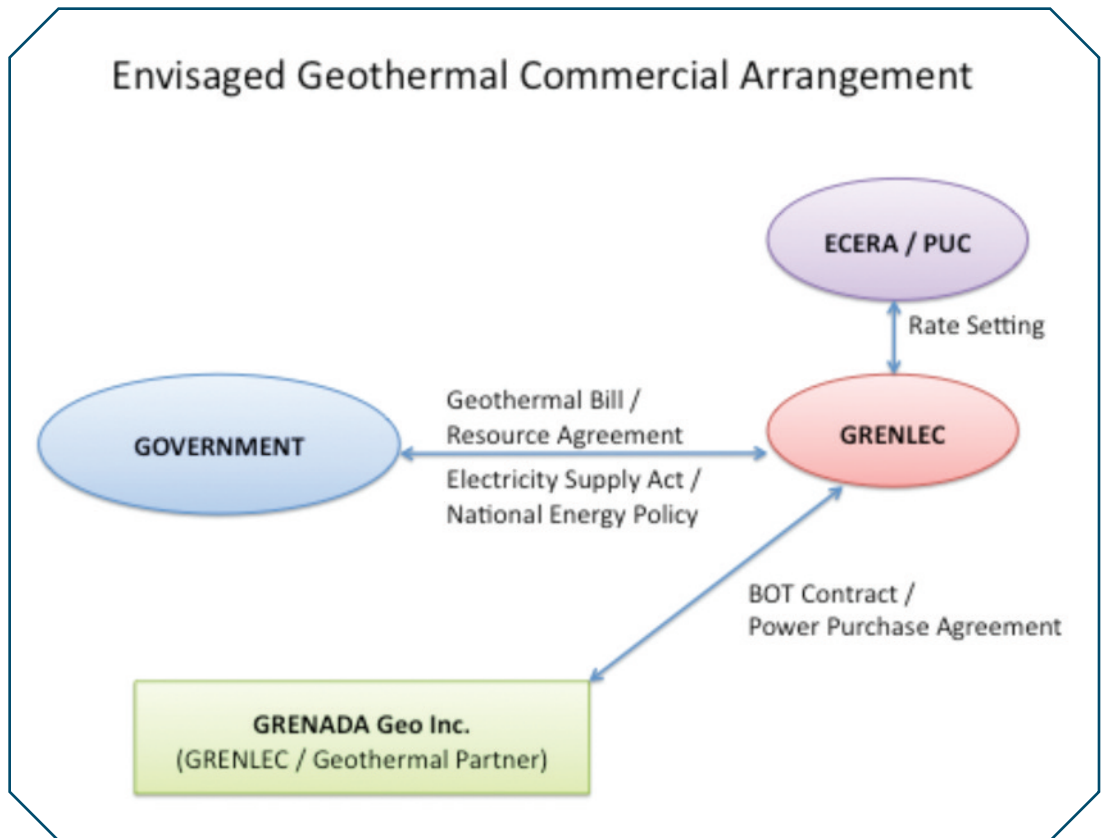 Envisaged Geothermal Commercial Arrangement
ECERA / PUC
Rate Setting
GOVERNMENT
Geothermal Bill /
Resource Agreement
Electricity Supply Act /
National Energy Policy
GRENLEC
BOT Contract /
Power Purchase Agreement
GRENADA Geo Inc.
(GRENLEC / Geothermal Partner)